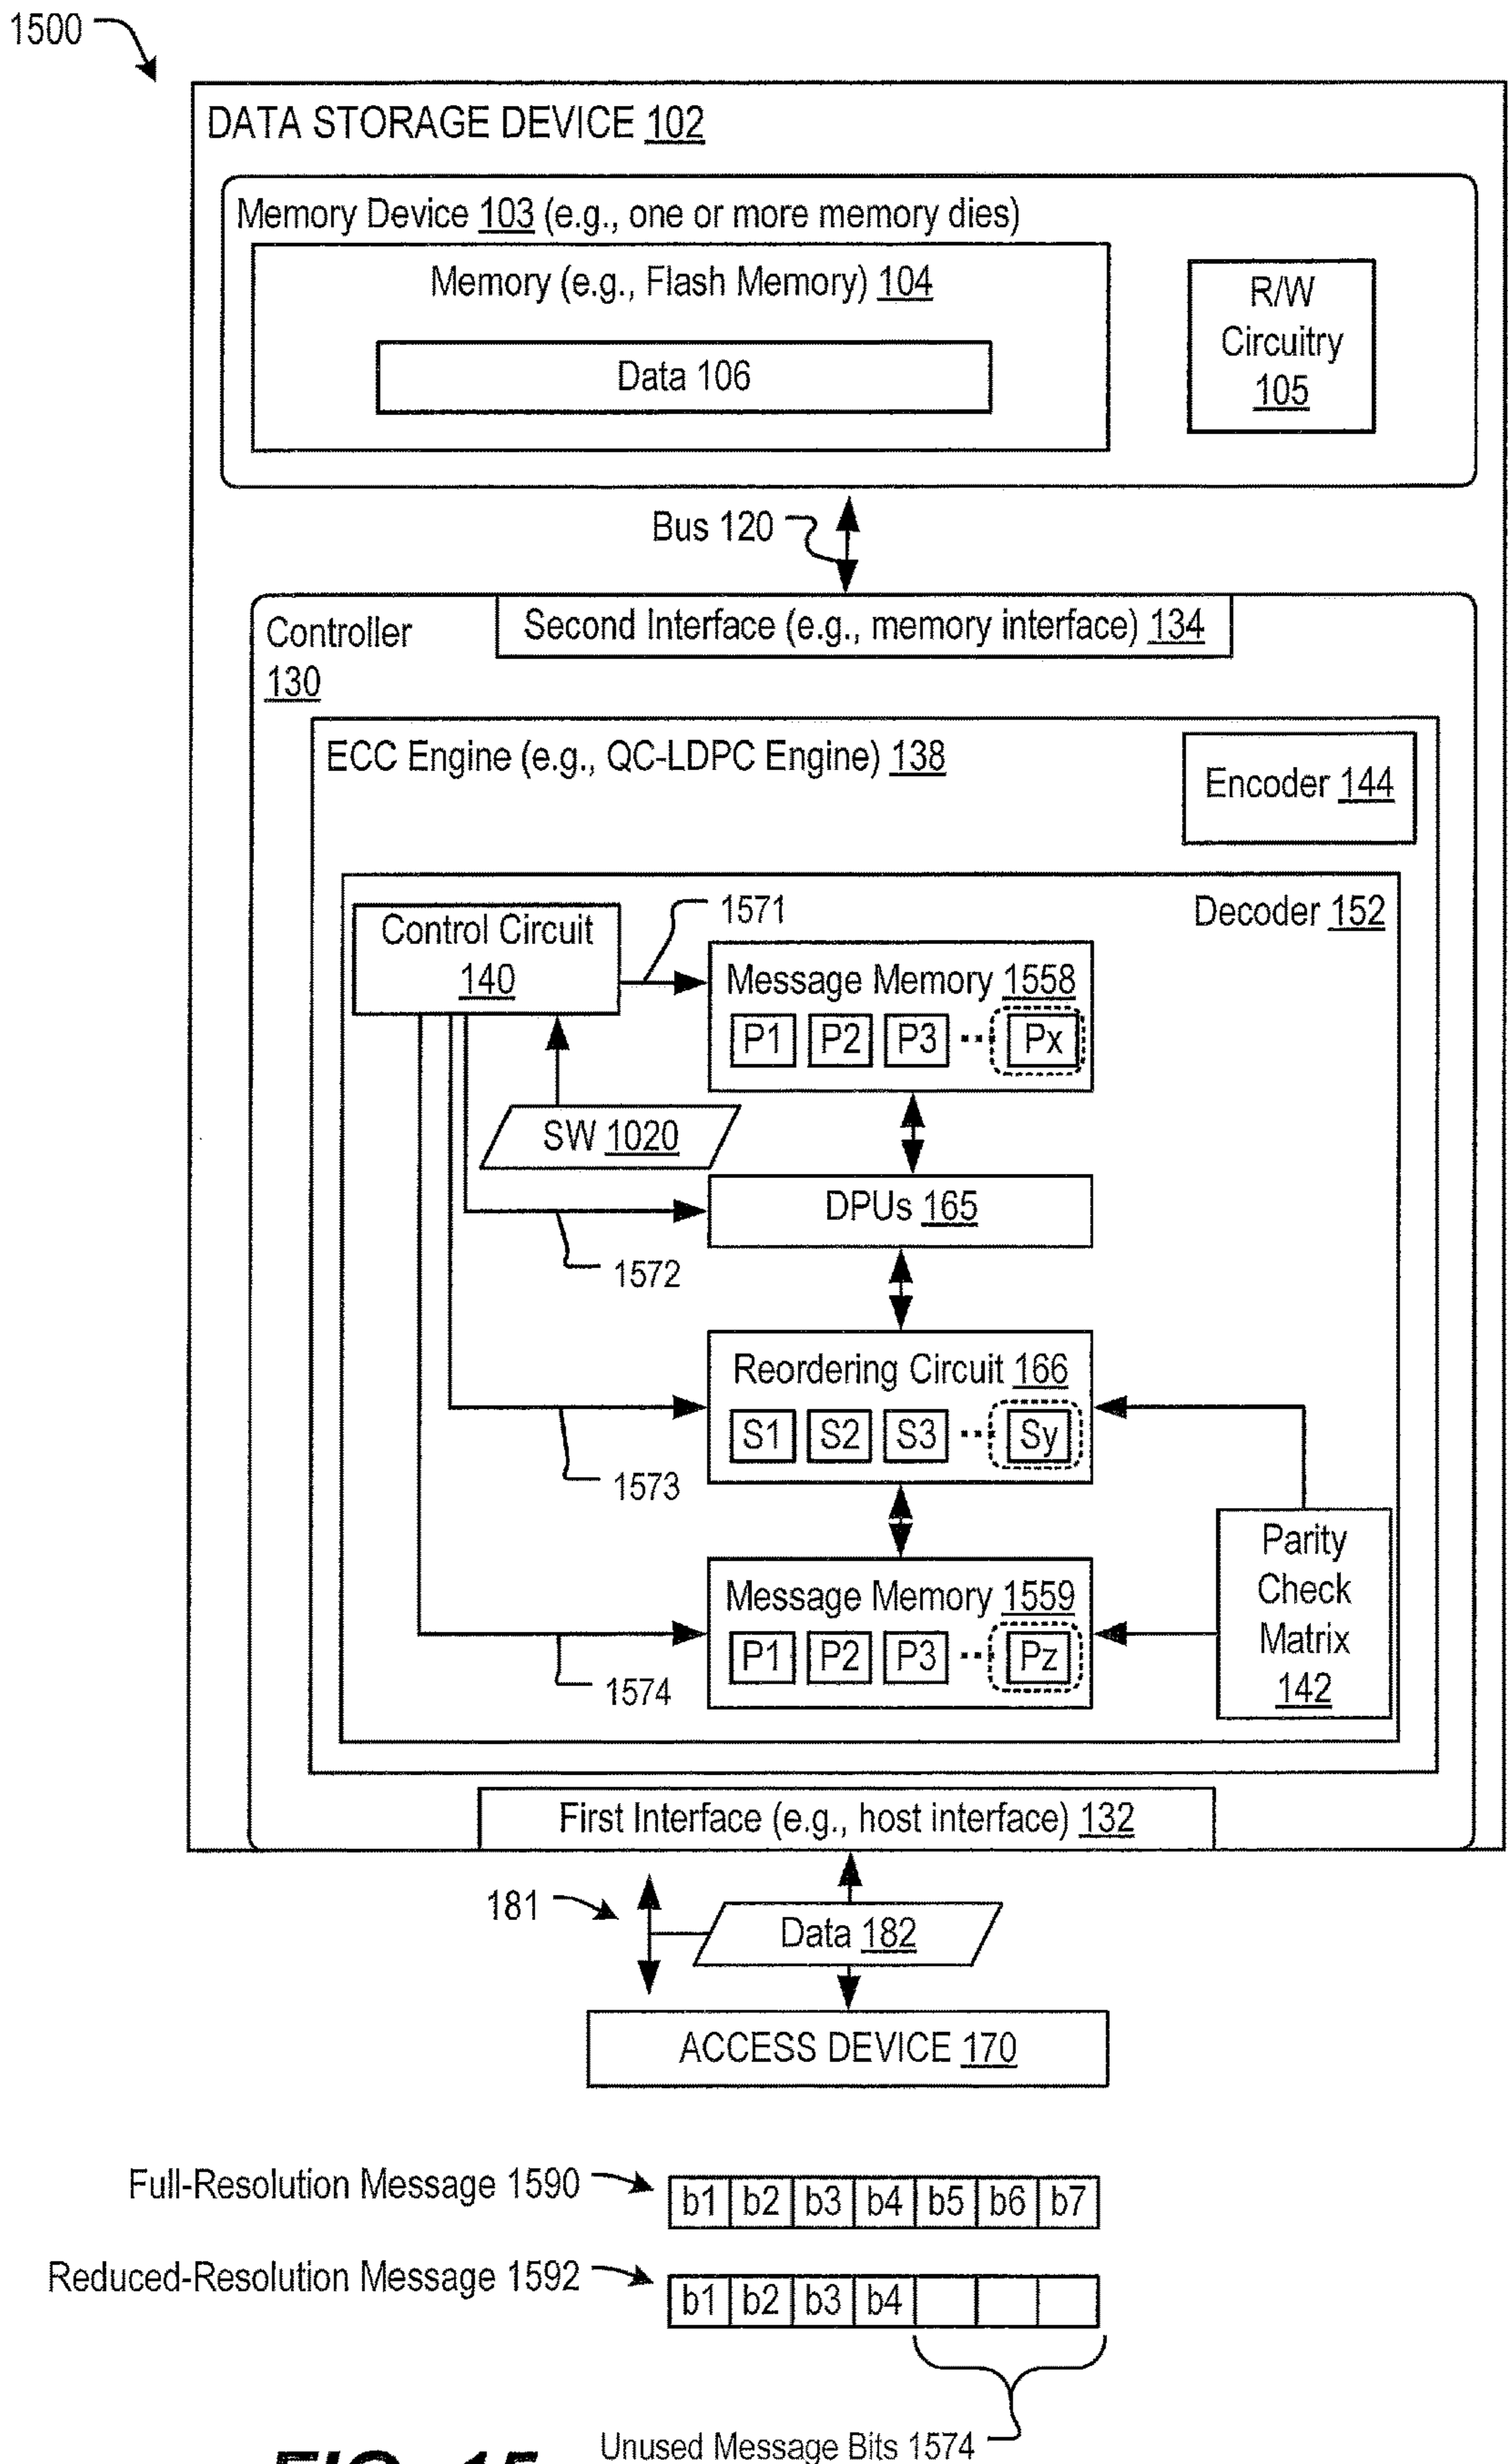 1500
DATA STORAGE DEVICE 102
Memory Device 103 (e.g., one or more memory dies)
Memory (e.g., Flash Memory) 104
Data 106
R/W
Circuitry
105
Bus 120
Controller
130
Second Interface (e.g., memory interface) 134
ECC Engine (e.g., QC-LDPC Engine) 138
Encoder 144
Decoder 152
Control Circuit
140
1571
Message Memory 1558
P1 P2 P3 ·· Px
SW 1020
DPUs 165
1572
Reordering Circuit 166
S1 S2 S3 ·· Sy
1573
Message Memory 1559
P1 P2 P3 ·· Pz
1574
Parity
Check
Matrix
142
First Interface (e.g., host interface) 132
181
Data 182
ACCESS DEVICE 170
Full-Resolution Message 1590
b1 b2 b3 b4 b5 b6 b7
Reduced-Resolution Message 1592
b1 b2 b3 b4
Unused Message Bits 1574
FIG. 15